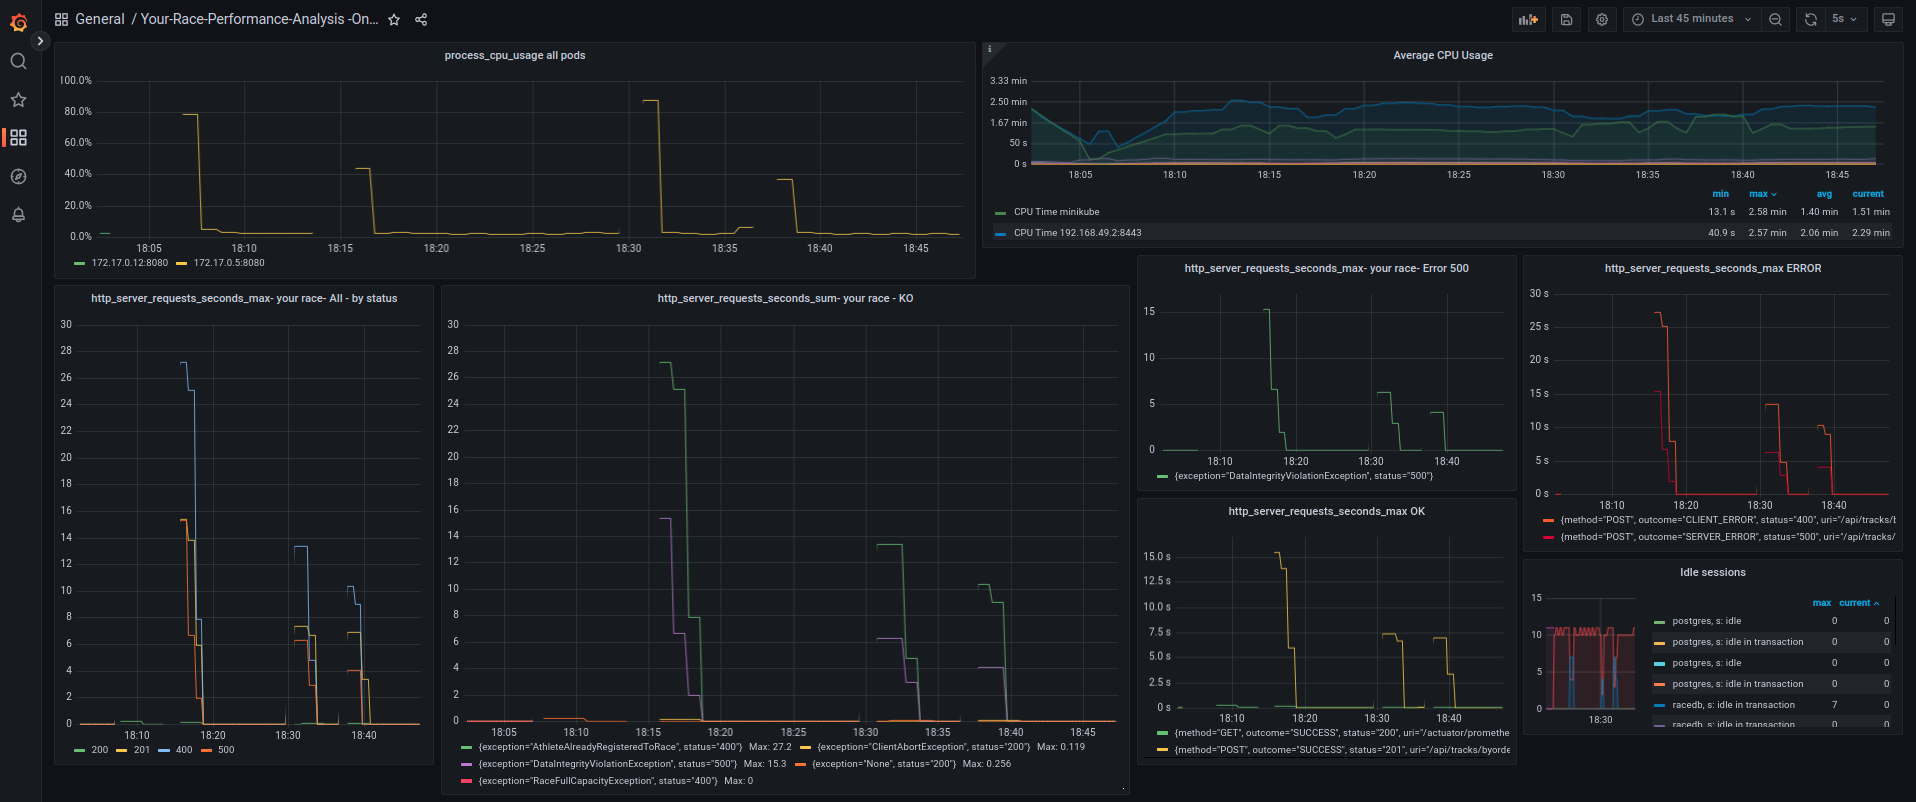 General / Your-Race-Performance-Analysis -On...
Last 45 minutes
5s
process_cpu_usage all pods
100.0%
80.0%
60.0%
40.0%
20.0%
0.0%
18:05 18:10 18:15 18:20 18:25 18:30 18:35 18:40 18:45
172.17.0.12:8080 172.17.0.5:8080
i
Average CPU Usage
3.33 min
2.50 min
1.67 min
50 s
0 s
18:05 18:10 18:15 18:20 18:25 18:30 18:35 18:40 18:45
min max avg current
CPU Time minikube 13.1 s 2.58 min 1.40 min 1.51 min
CPU Time 192.168.49.2:8443 40.9 s 2.57 min 2.06 min 2.29 min
http_server_requests_seconds_max- your race- All - by status
30
28
26
24
22
20
18
16
14
12
10
8
6
4
2
0
18:10 18:20 18:30 18:40
200 201 400 500
http_server_requests_seconds_sum- your race - KO
30
28
26
24
22
20
18
16
14
12
10
8
6
4
2
0
18:05 18:10 18:15 18:20 18:25 18:30 18:35 18:40 18:45
{exception="AthleteAlreadyRegisteredToRace", status="400"} Max: 27.2 {exception="ClientAbortException", status="200"} Max: 0.119
{exception="DataIntegrityViolationException", status="500"} Max: 15.3 {exception="None", status="200"} Max: 0.256
{exception="RaceFullCapacityException", status="400"} Max: 0
http_server_requests_seconds_max- your race- Error 500
15
10
5
0
18:10 18:20 18:30 18:40
{exception="DataIntegrityViolationException", status="500"}
http_server_requests_seconds_max OK
15.0 s
12.5 s
10.0 s
7.5 s
5.0 s
2.5 s
0 s
18:10 18:20 18:30 18:40
{method="GET", outcome="SUCCESS", status="200", uri="/actuator/promethe
{method="POST", outcome="SUCCESS", status="201", uri="/api/tracks/byorde
http_server_requests_seconds_max ERROR
30 s
25 s
20 s
15 s
10 s
5 s
0 s
18:10 18:20 18:30 18:40
{method="POST", outcome="CLIENT_ERROR", status="400", uri="/api/tracks/b
{method="POST", outcome="SERVER_ERROR", status="500", uri="/api/tracks/
Idle sessions
15
10
5
0
18:30
max current
postgres, s: idle 0 0
postgres, s: idle in transaction 0 0
postgres, s: idle 0 0
postgres, s: idle in transaction 0 0
racedb, s: idle in transaction 7 0
racedb, s: idle in transaction 0 0